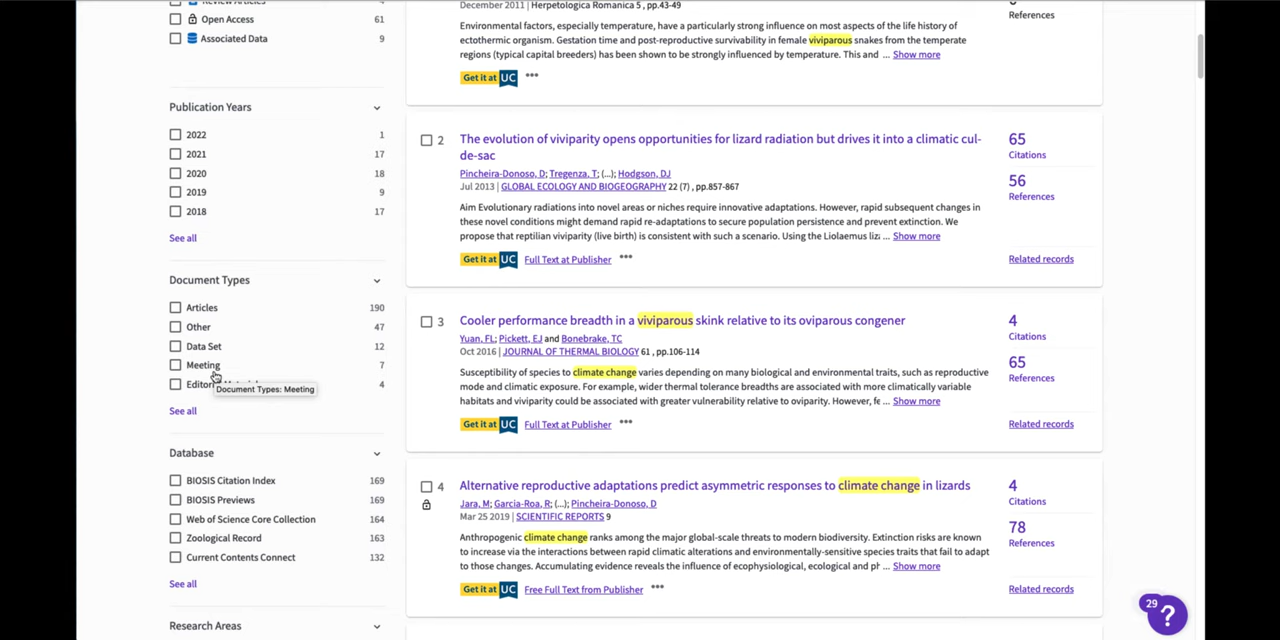 Review Articles
Open Access 61
Associated Data 9
Publication Years
2022 1
2021 17
2020 18
2019 9
2018 17
See all
Document Types
Articles 190
Other 47
Data Set 12
Meeting 7
Document Types: Meeting
4
See all
Database
BIOSIS Citation Index 169
BIOSIS Previews 169
Web of Science Core Collection 164
Zoological Record 163
Current Contents Connect 132
See all
Research Areas
December 2011 | Herpetologica Romanica 5 , pp.43-49
References
Environmental factors, especially temperature, have a particularly strong influence on most aspects of the life history of
ectothermic organism. Gestation time and post-reproductive survivability in female viviparous snakes from the temperate
regions (typical capital breeders) has been shown to be strongly influenced by temperature. This and ... Show more
Get it at UC •••
2 The evolution of viviparity opens opportunities for lizard radiation but drives it into a climatic cul-
de-sac
Pincheira-Donoso, D; Tregenza, T; (...); Hodgson, DJ
Jul 2013 | GLOBAL ECOLOGY AND BIOGEOGRAPHY 22 (7) , pp.857-867
Aim Evolutionary radiations into novel areas or niches require innovative adaptations. However, rapid subsequent changes in
these novel conditions might demand rapid re-adaptations to secure population persistence and prevent extinction. We
propose that reptilian viviparity (live birth) is consistent with such a scenario. Using the Liolaemus liz ... Show more
Get it at UC Full Text at Publisher •••
65
Citations
56
References
Related records
3 Cooler performance breadth in a viviparous skink relative to its oviparous congener
Yuan, FL; Pickett, EJ and Bonebrake, TC
Oct 2016 | JOURNAL OF THERMAL BIOLOGY 61 , pp.106-114
Susceptibility of species to climate change varies depending on many biological and environmental traits, such as reproductive
mode and climatic exposure. For example, wider thermal tolerance breadths are associated with more climatically variable
habitats and viviparity could be associated with greater vulnerability relative to oviparity. However, fe ... Show more
Get it at UC Full Text at Publisher •••
4
Citations
65
References
Related records
4 Alternative reproductive adaptations predict asymmetric responses to climate change in lizards
Jara, M; Garcia-Roa, R; (...); Pincheira-Donoso, D
Mar 25 2019 | SCIENTIFIC REPORTS 9
Anthropogenic climate change ranks among the major global-scale threats to modern biodiversity. Extinction risks are known
to increase via the interactions between rapid climatic alterations and environmentally-sensitive species traits that fail to adapt
to those changes. Accumulating evidence reveals the influence of ecophysiological, ecological and ph ... Show more
Get it at UC Free Full Text from Publisher •••
4
Citations
78
References
Related records
29 ?